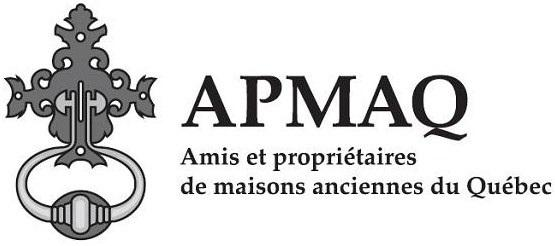 APMAQ
Amis et propriétaires
de maisons anciennes du Québec